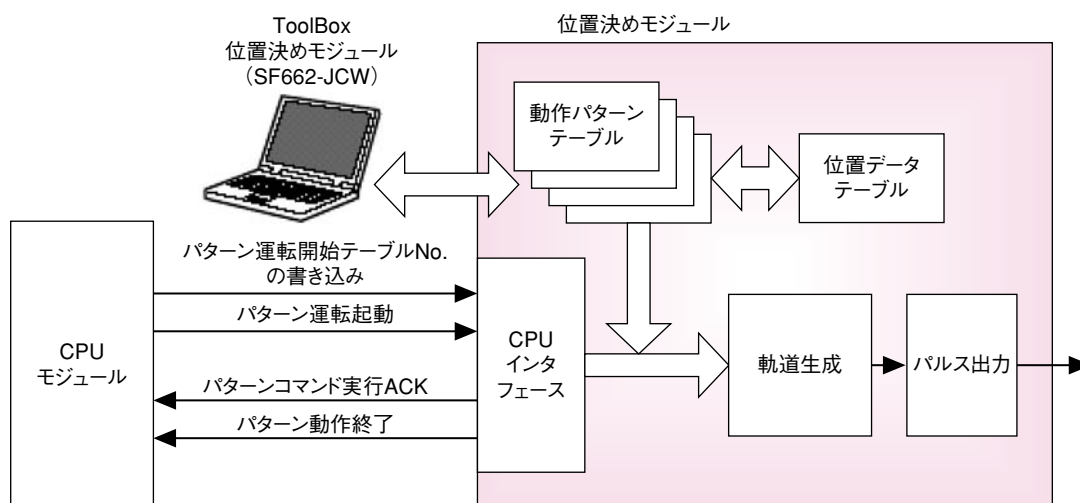 ToolBox
位置決めモジュール
（SF662-JCW）
位置決めモジュール
動作パターン
テーブル
位置データ
テーブル
パターン運転開始テーブルNo.
の書き込み
パターン運転起動
CPU
モジュール
CPU
インタ
フェース
軌道生成
パルス出力
パターンコマンド実行ACK
パターン動作終了